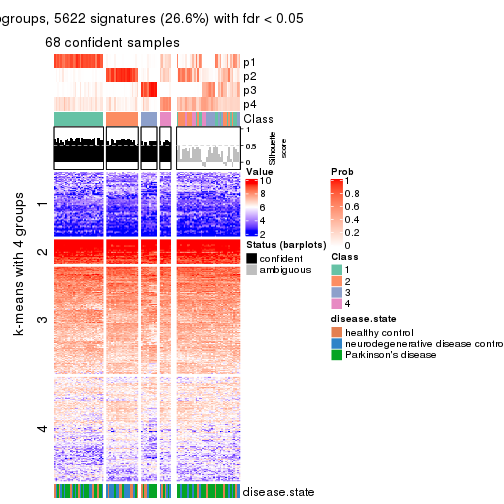 ogroups, 5622 signatures (26.6%) with fdr < 0.05
68 confident samples
p1
p2
p3
p4
Class
1
0.5
0
Silhouette
score
k-means with 4 groups
1
2
3
4
disease.state
Value
10
8
6
4
2
Status (barplots)
confident
ambiguous
Prob
1
0.8
0.6
0.4
0.2
0
Class
1
2
3
4
disease.state
healthy control
neurodegenerative disease contro
Parkinson's disease